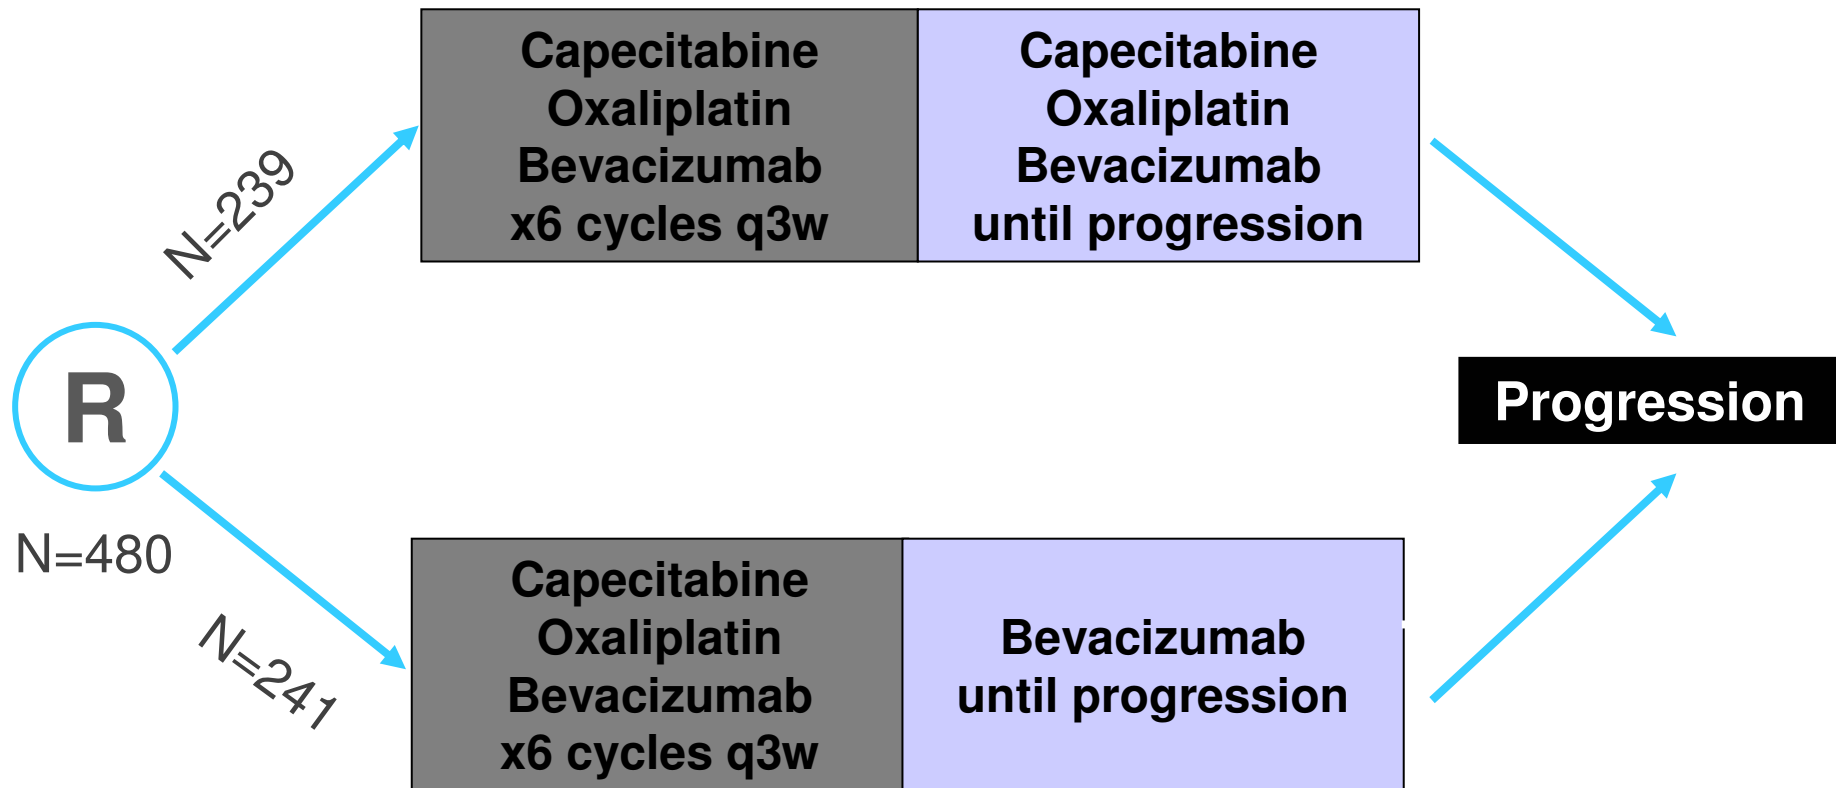 Capecitabine
Oxaliplatin
Bevacizumab
x6 cycles q3w
Capecitabine
Oxaliplatin
Bevacizumab
until progression
N=239
R
N=480
Progression
N=241
Capecitabine
Oxaliplatin
Bevacizumab
x6 cycles q3w
Bevacizumab
until progression